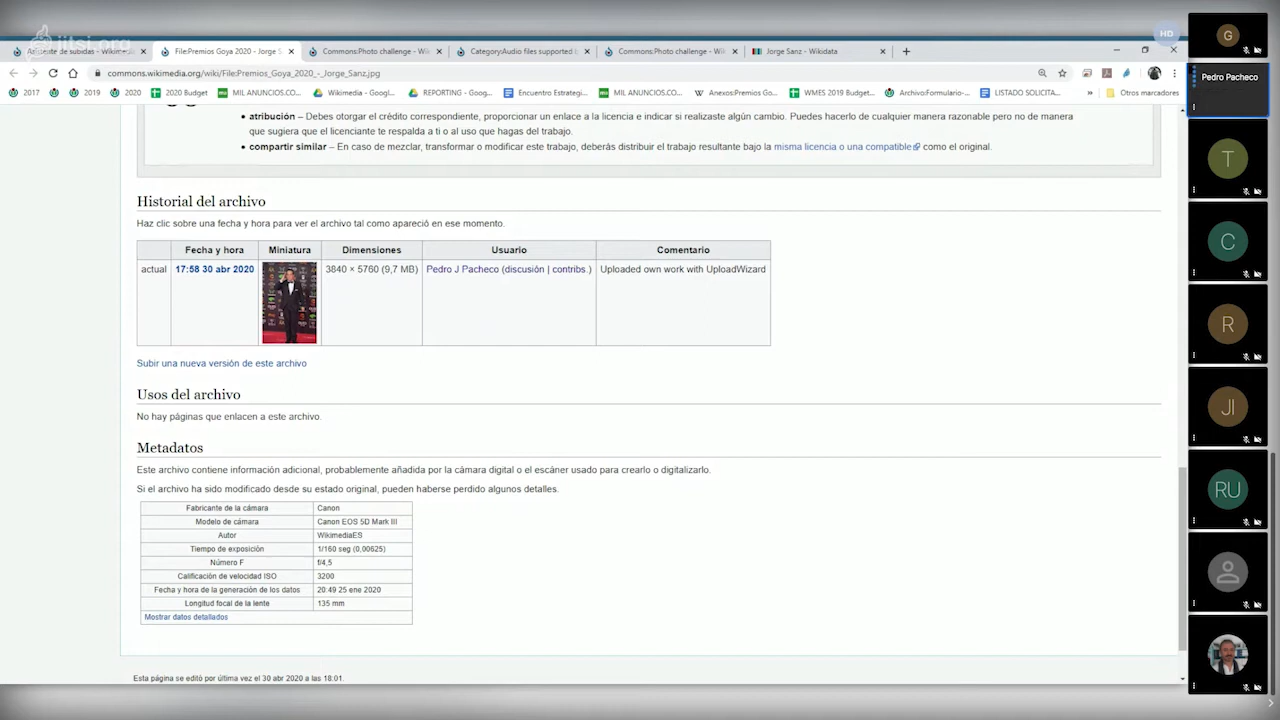 jitsi.org
Asistente de subidas - Wikimedia
File:Premios Goya 2020 - Jorge S
Commons:Photo challenge - Wiki
Category:Audio files supported b
Commons:Photo challenge - Wi
Jorge Sanz - Wikidata
HD
commons.wikimedia.org/wiki/File:Premios_Goya_2020_-_Jorge_Sanz.jpg
2017
2019
2020
2020 Budget
MIL ANUNCIOS.CO...
Wikimedia - Googl...
REPORTING - Goog...
Encuentro Estrategi...
MIL ANUNCIOS.CO...
Anexos:Premios Go...
WMES 2019 Budget...
Archivo:Formulario-...
LISTADO SOLICITA...
»
Otros marcadores
• atribución – Debes otorgar el crédito correspondiente, proporcionar un enlace a la licencia e indicar si realizaste algún cambio. Puedes hacerlo de cualquier manera razonable pero no de manera
que sugiera que el licenciante te respalda a ti o al uso que hagas del trabajo.
• compartir similar – En caso de mezclar, transformar o modificar este trabajo, deberás distribuir el trabajo resultante bajo la misma licencia o una compatible como el original.
Historial del archivo
Haz clic sobre una fecha y hora para ver el archivo tal como apareció en ese momento.
Fecha y hora Miniatura Dimensiones Usuario Comentario
actual 17:58 30 abr 2020 3840 × 5760 (9,7 MB) Pedro J Pacheco (discusión | contribs.) Uploaded own work with UploadWizard
Subir una nueva versión de este archivo
Usos del archivo
No hay páginas que enlacen a este archivo.
Metadatos
Este archivo contiene información adicional, probablemente añadida por la cámara digital o el escáner usado para crearlo o digitalizarlo.
Si el archivo ha sido modificado desde su estado original, pueden haberse perdido algunos detalles.
Fabricante de la cámara Canon
Modelo de cámara Canon EOS 5D Mark III
Autor WikimediaES
Tiempo de exposición 1/160 seg (0,00625)
Número F f/4,5
Calificación de velocidad ISO 3200
Fecha y hora de la generación de los datos 20:49 25 ene 2020
Longitud focal de la lente 135 mm
Mostrar datos detallados
Esta página se editó por última vez el 30 abr 2020 a las 18:01.
G
Pedro Pacheco
T
C
R
JI
RU